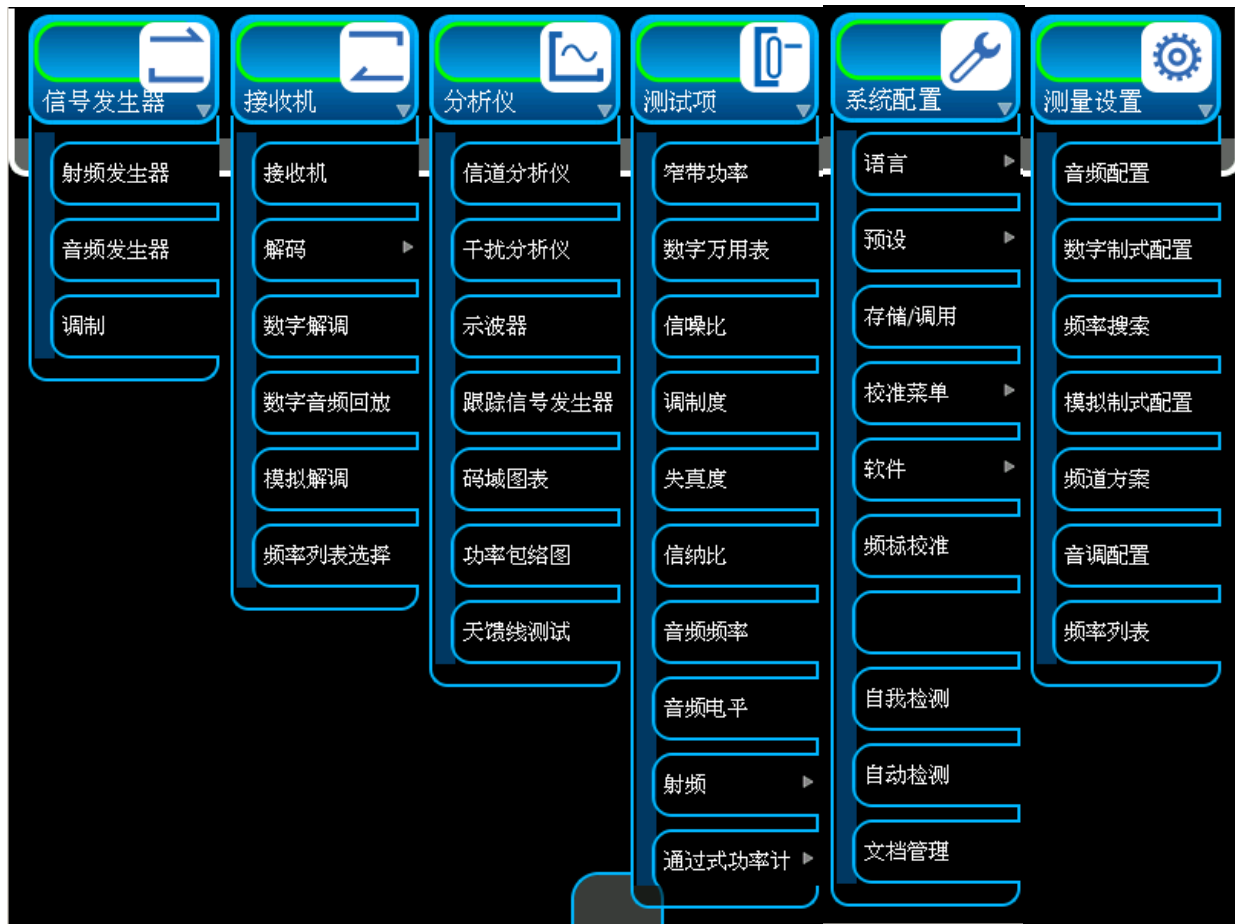 信号发生器
射频发生器
音频发生器
调制
接收机
接收机
解码
数字解调
数字音频回放
模拟解调
频率列表选择
分析仪
信道分析仪
干扰分析仪
示波器
跟踪信号发生器
码域图表
功率包络图
天馈线测试
测试项
窄带功率
数字万用表
信噪比
调制度
失真度
信纳比
音频频率
音频电平
射频
通过式功率计
系统配置
语言
预设
存储/调用
校准菜单
软件
频标校准
自我检测
自动检测
文档管理
测量设置
音频配置
数字制式配置
频率搜索
模拟制式配置
频道方案
音调配置
频率列表